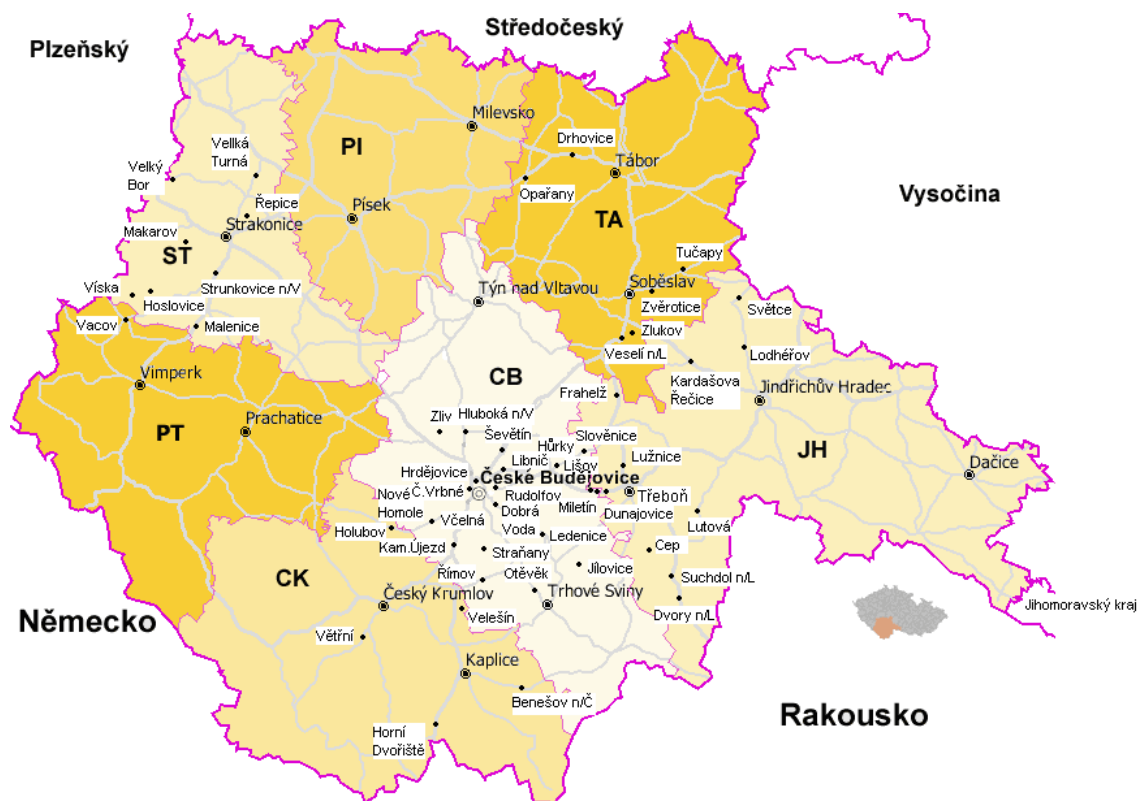 Středočeský
Plzeňský
Milevsko
Drhovice
Vellká
Turná
PI
Tábor
Velký
Bor
Opařany
Vysočina
Řepice
Písek
Strakonice
TA
Makarov
ST
Tučapy
Strunkovice n/V
Týn nad Vltavou
Soběslav
Víska
Hoslovice
Zvěrotice
Světce
Vacov
Malenice
Zlukov
Veselí n/L
Lodhéřov
Vimperk
CB
Kardašova
Řečice
Frahelž
Jindřichův Hradec
Prachatice
Zliv
Hluboká n/V
PT
Ševětín
Hůrky
Slověnice
JH
Libnič
Lišov
Lužnice
Hrdějovice
České Budějovice
Dačice
Nové
Č.Vrbné
Rudolfov
Miletín
Třeboň
Homole
Dobrá
Voda
Dunajovice
Včelná
Holubov
Ledenice
Lutová
Kam.Újezd
Straňany
Cep
CK
Římov
Otěvěk
Jílovice
Suchdol n/L
Český Krumlov
Trhové Sviny
Velešín
Dvory n/L
Jihomoravský kraj
Německo
Větřní
Kaplice
Benešov n/Č
Rakousko
Horní
Dvořiště